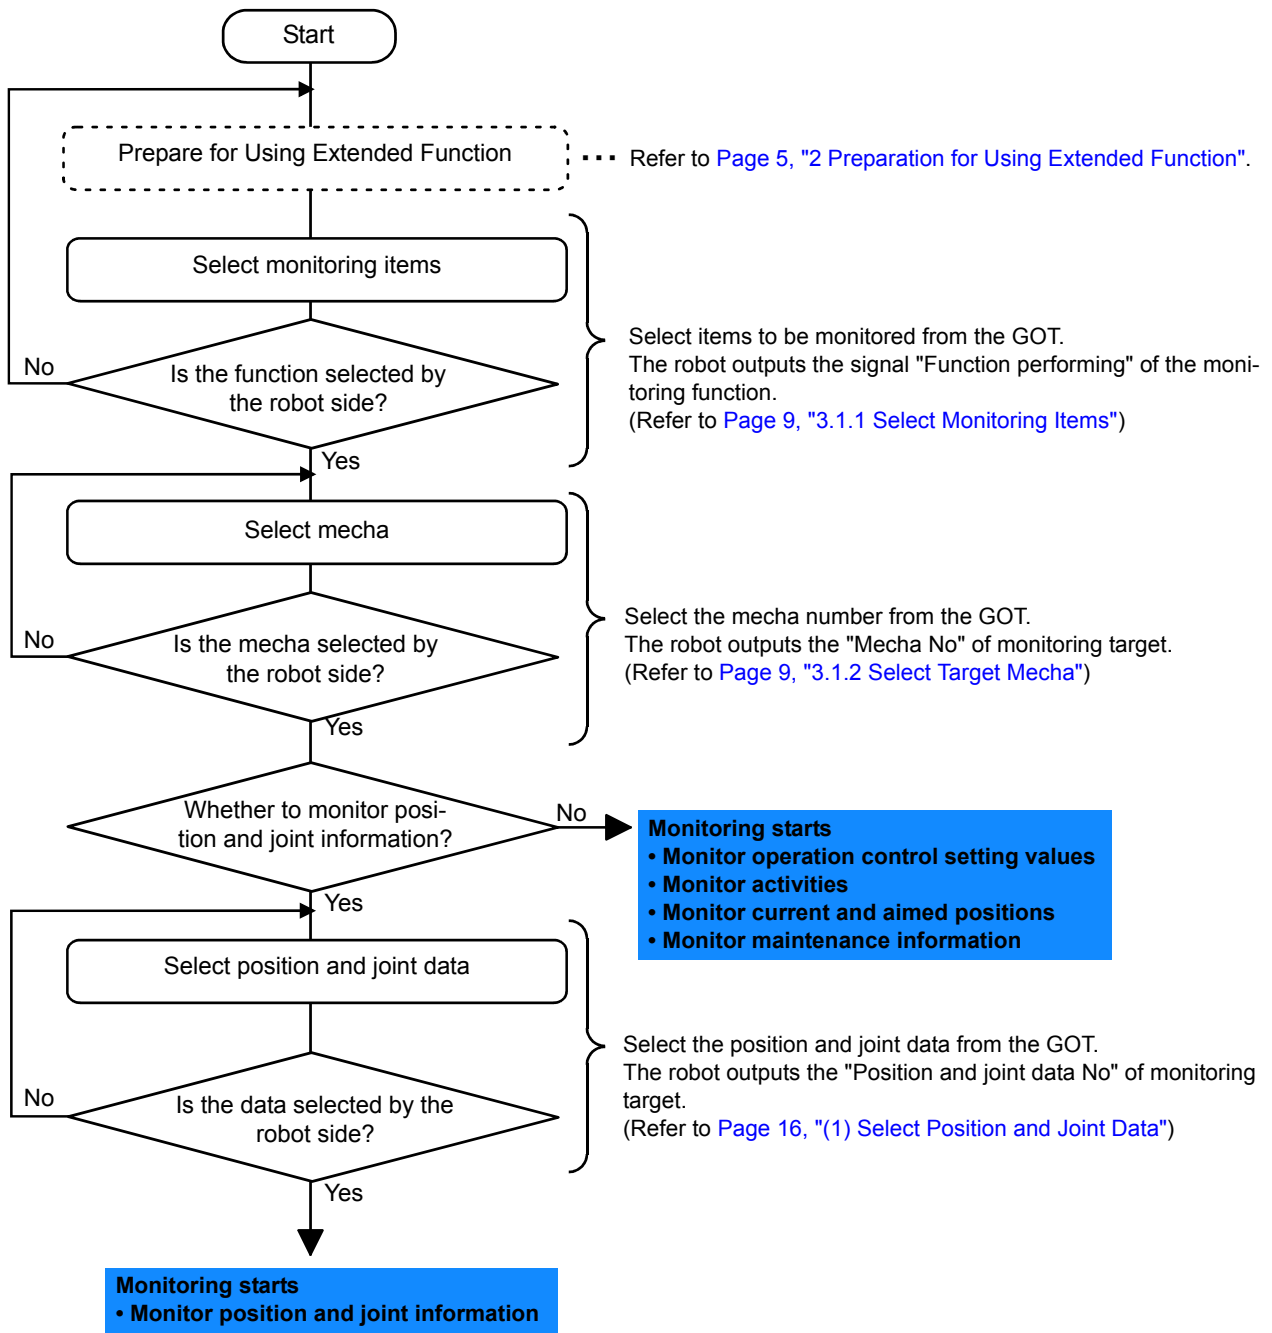 Start
Prepare for Using Extended Function
Refer to Page 5, "2 Preparation for Using Extended Function".
Select monitoring items
Select items to be monitored from the GOT.
The robot outputs the signal "Function performing" of the moni-
toring function.
(Refer to Page 9, "3.1.1 Select Monitoring Items")
No
Is the function selected by
the robot side?
Yes
Select mecha
Select the mecha number from the GOT.
The robot outputs the "Mecha No" of monitoring target.
(Refer to Page 9, "3.1.2 Select Target Mecha")
No
Is the mecha selected by
the robot side?
Yes
Whether to monitor posi-
tion and joint information?
No
Monitoring starts
• Monitor operation control setting values
• Monitor activities
• Monitor current and aimed positions
• Monitor maintenance information
Yes
Select position and joint data
Select the position and joint data from the GOT.
The robot outputs the "Position and joint data No" of monitoring
target.
(Refer to Page 16, "(1) Select Position and Joint Data")
No
Is the data selected by the
robot side?
Yes
Monitoring starts
• Monitor position and joint information